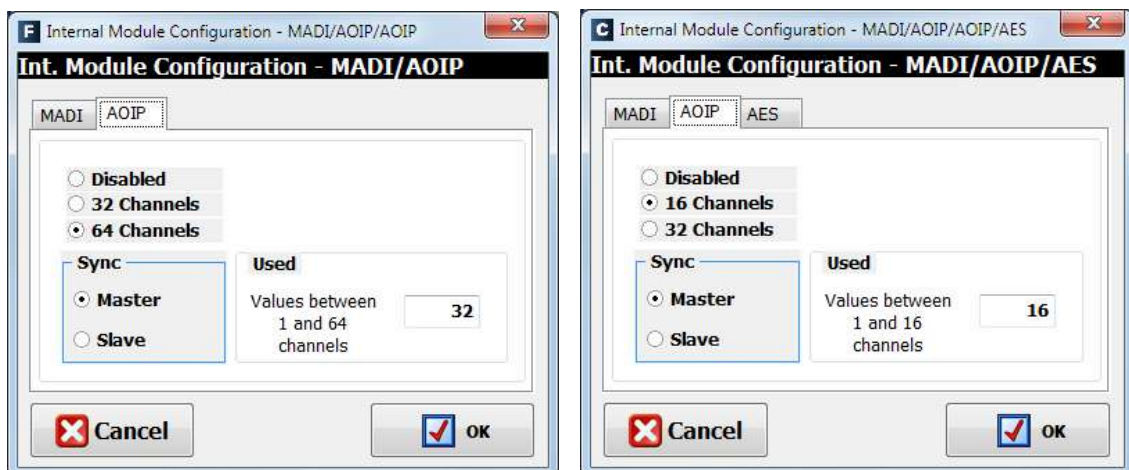 F Internal Module Configuration - MADI/AOIP/AOIP
Int. Module Configuration - MADI/AOIP
MADI AOIP
Disabled
32 Channels
64 Channels
Sync
Master
Slave
Used
Values between
1 and 64
channels
32
Cancel
OK
C Internal Module Configuration - MADI/AOIP/AOIP/AES
Int. Module Configuration - MADI/AOIP/AES
MADI AOIP AES
Disabled
16 Channels
32 Channels
Sync
Master
Slave
Used
Values between
1 and 16
channels
16
Cancel
OK